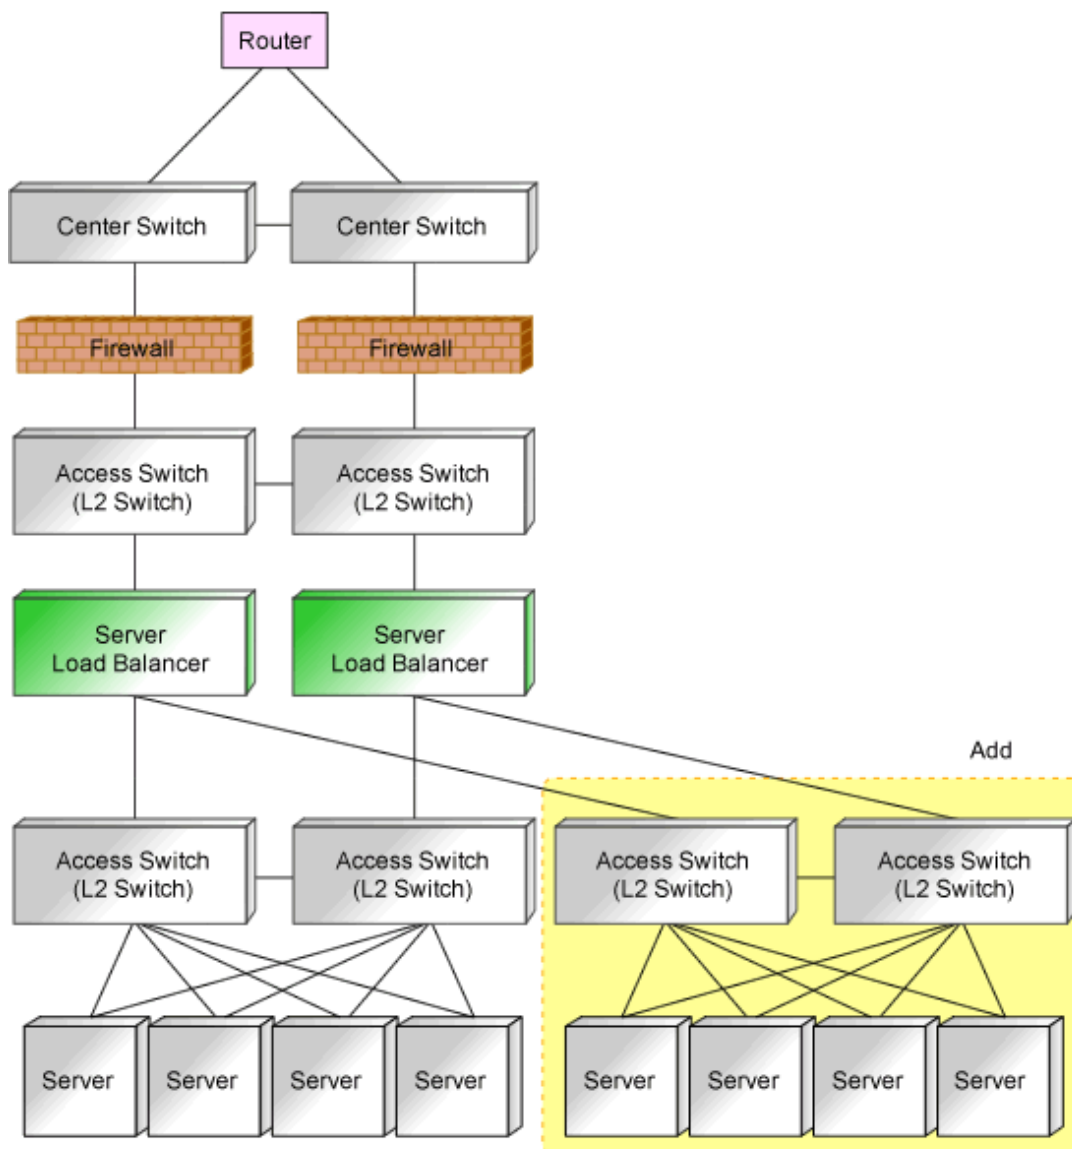 Router
Center Switch
Center Switch
Firewall
Firewall
Access Switch
(L2 Switch)
Access Switch
(L2 Switch)
Server
Load Balancer
Server
Load Balancer
Add
Access Switch
(L2 Switch)
Access Switch
(L2 Switch)
Access Switch
(L2 Switch)
Access Switch
(L2 Switch)
Server
Server
Server
Server
Server
Server
Server
Server